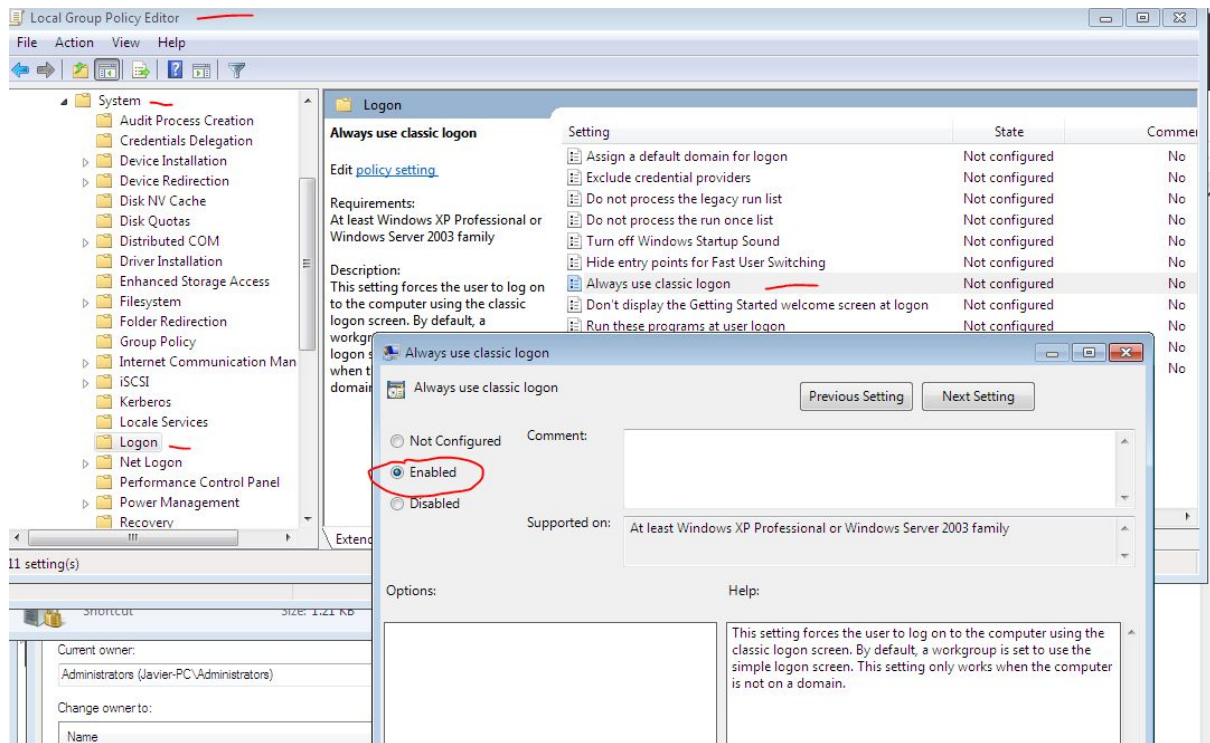 Local Group Policy Editor
File Action View Help
System
Audit Process Creation
Credentials Delegation
Device Installation
Device Redirection
Disk NV Cache
Disk Quotas
Distributed COM
Driver Installation
Enhanced Storage Access
Filesystem
Folder Redirection
Group Policy
Internet Communication Man
iSCSI
Kerberos
Locale Services
Logon
Net Logon
Performance Control Panel
Power Management
Recovery
11 setting(s)
Logon
Always use classic logon
Edit policy setting
Requirements:
At least Windows XP Professional or
Windows Server 2003 family
Description:
This setting forces the user to log on
to the computer using the classic
logon screen. By default, a
workgr
logon s
when t
domair
Extend
Setting State Comme
Assign a default domain for logon Not configured No
Exclude credential providers Not configured No
Do not process the legacy run list Not configured No
Do not process the run once list Not configured No
Turn off Windows Startup Sound Not configured No
Hide entry points for Fast User Switching Not configured No
Always use classic logon Not configured No
Don't display the Getting Started welcome screen at logon Not configured No
Run these programs at user logon Not configured No
No
No
Always use classic logon
Always use classic logon
Previous Setting Next Setting
Not Configured
Enabled
Disabled
Comment:
Supported on: At least Windows XP Professional or Windows Server 2003 family
Options: Help:
This setting forces the user to log on to the computer using the
classic logon screen. By default, a workgroup is set to use the
simple logon screen. This setting only works when the computer
is not on a domain.
Shortcut Size: 1.21 KB
Current owner:
Administrators (Javier-PC\Administrators)
Change owner to:
Name